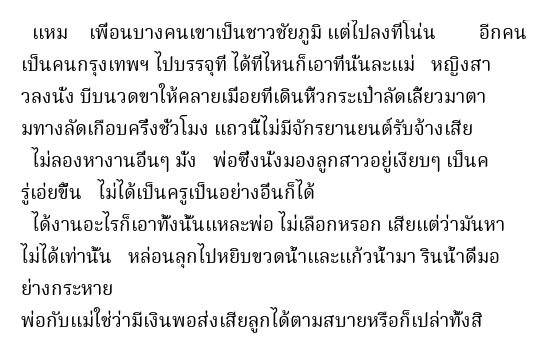 แหม เพื่อนบางคนเขาเป็นชาวชัยภูมิ แต่ไปลงที่โน่น อีกคน
เป็นคนกรุงเทพฯ ไปบรรจุที่ ได้ที่ไหนก็เอาที่นั่นละแม่ หญิงสา
วลงนั่ง บีบนวดขาให้คลายเมื่อยที่เดินหิ้วกระเป๋าลัดเลี้ยวมาตา
มทางลัดเกือบครึ่งชั่วโมง แถวนี้ไม่มีจักรยานยนต์รับจ้างเสีย
ไม่ลองหางานอื่นๆ มั่ง พ่อซึ่งนั่งมองลูกสาวอยู่เงียบๆ เป็นค
รู่เอ่ยขึ้น ไม่ได้เป็นครูเป็นอย่างอื่นก็ได้
ได้งานอะไรก็เอาทั้งนั้นแหละพ่อ ไม่เลือกหรอก เสียแต่ว่ามันหา
ไม่ได้เท่านั้น หล่อนลุกไปหยิบขวดน้ำและแก้วน้ำมา รินน้ำดื่มอ
ย่างกระหาย
พ่อกับแม่ใช่ว่ามีเงินพอส่งเสียลูกได้ตามสบายหรือก็เปล่าทั้งสิ